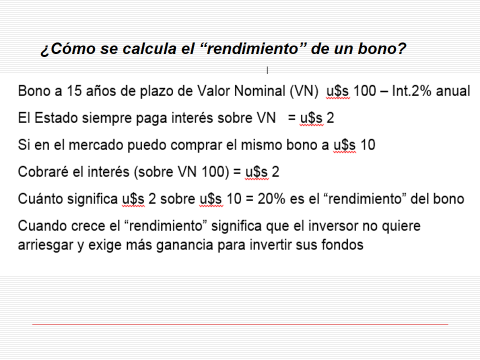 ¿Cómo se calcula el “rendimiento” de un bono?
Bono a 15 años de plazo de Valor Nominal (VN)  u$s 100 – Int.2% anual
El Estado siempre paga interés sobre VN  = u$s 2
Si en el mercado puedo comprar el mismo bono a u$s 10
Cobraré el interés (sobre VN 100) = u$s 2
Cuánto significa u$s 2 sobre u$s 10 = 20% es el “rendimiento” del bono
Cuando crece el “rendimiento” significa que el inversor no quiere
arriesgar y exige más ganancia para invertir sus fondos